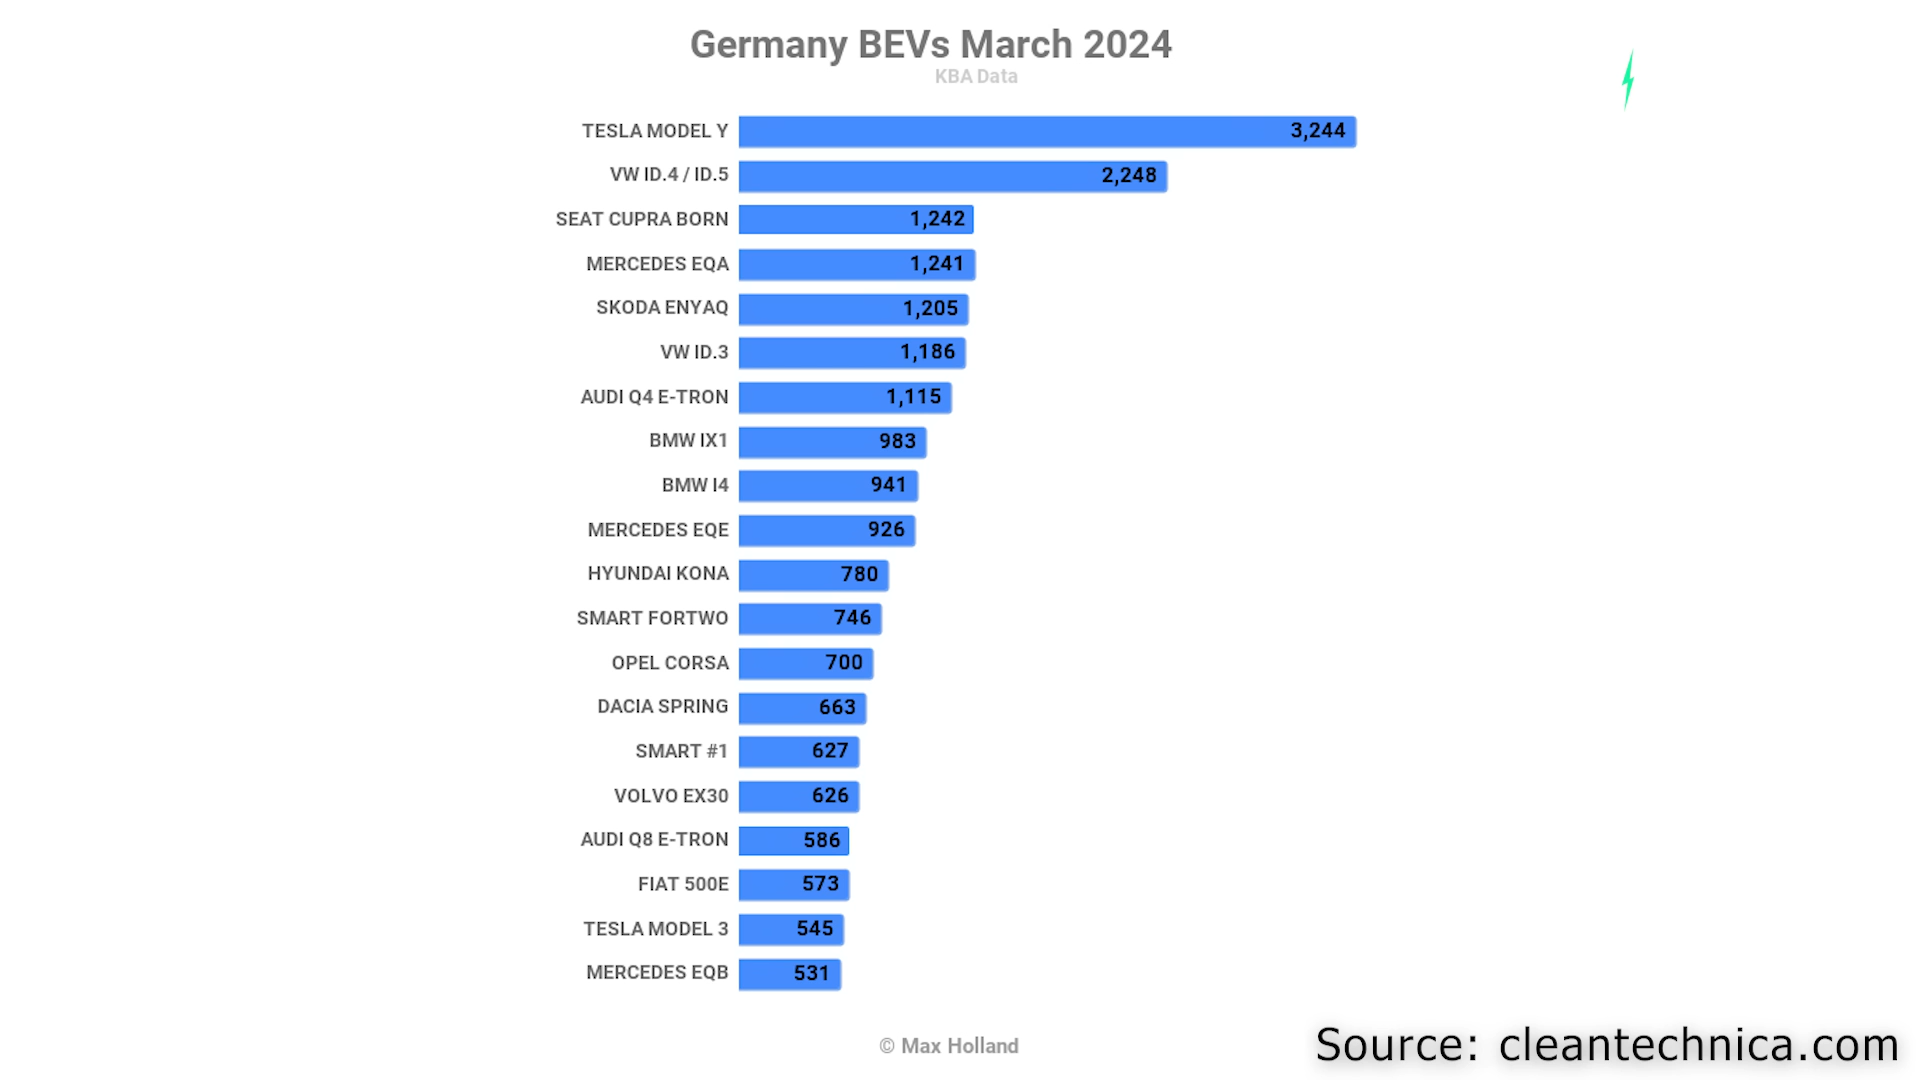 Germany BEVs March 2024
KBA Data
TESLA MODEL Y 3,244
VW ID.4 / ID.5 2,248
SEAT CUPRA BORN 1,242
MERCEDES EQA 1,241
SKODA ENYAQ 1,205
VW ID.3 1,186
AUDI Q4 E-TRON 1,115
BMW IX1 983
BMW I4 941
MERCEDES EQE 926
HYUNDAI KONA 780
SMART FORTWO 746
OPEL CORSA 700
DACIA SPRING 663
SMART #1 627
VOLVO EX30 626
AUDI Q8 E-TRON 586
FIAT 500E 573
TESLA MODEL 3 545
MERCEDES EQB 531
© Max Holland
Source: cleantechnica.com